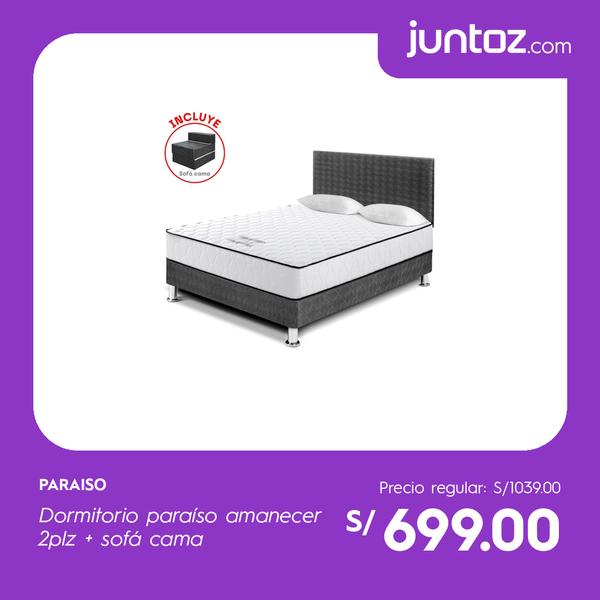 juntoz.com
INCLUYE
Sofá cama
PARAISO
Precio regular: S/1039.00
Dormitorio paraíso amanecer
2plz + sofá cama
S/ 699.00